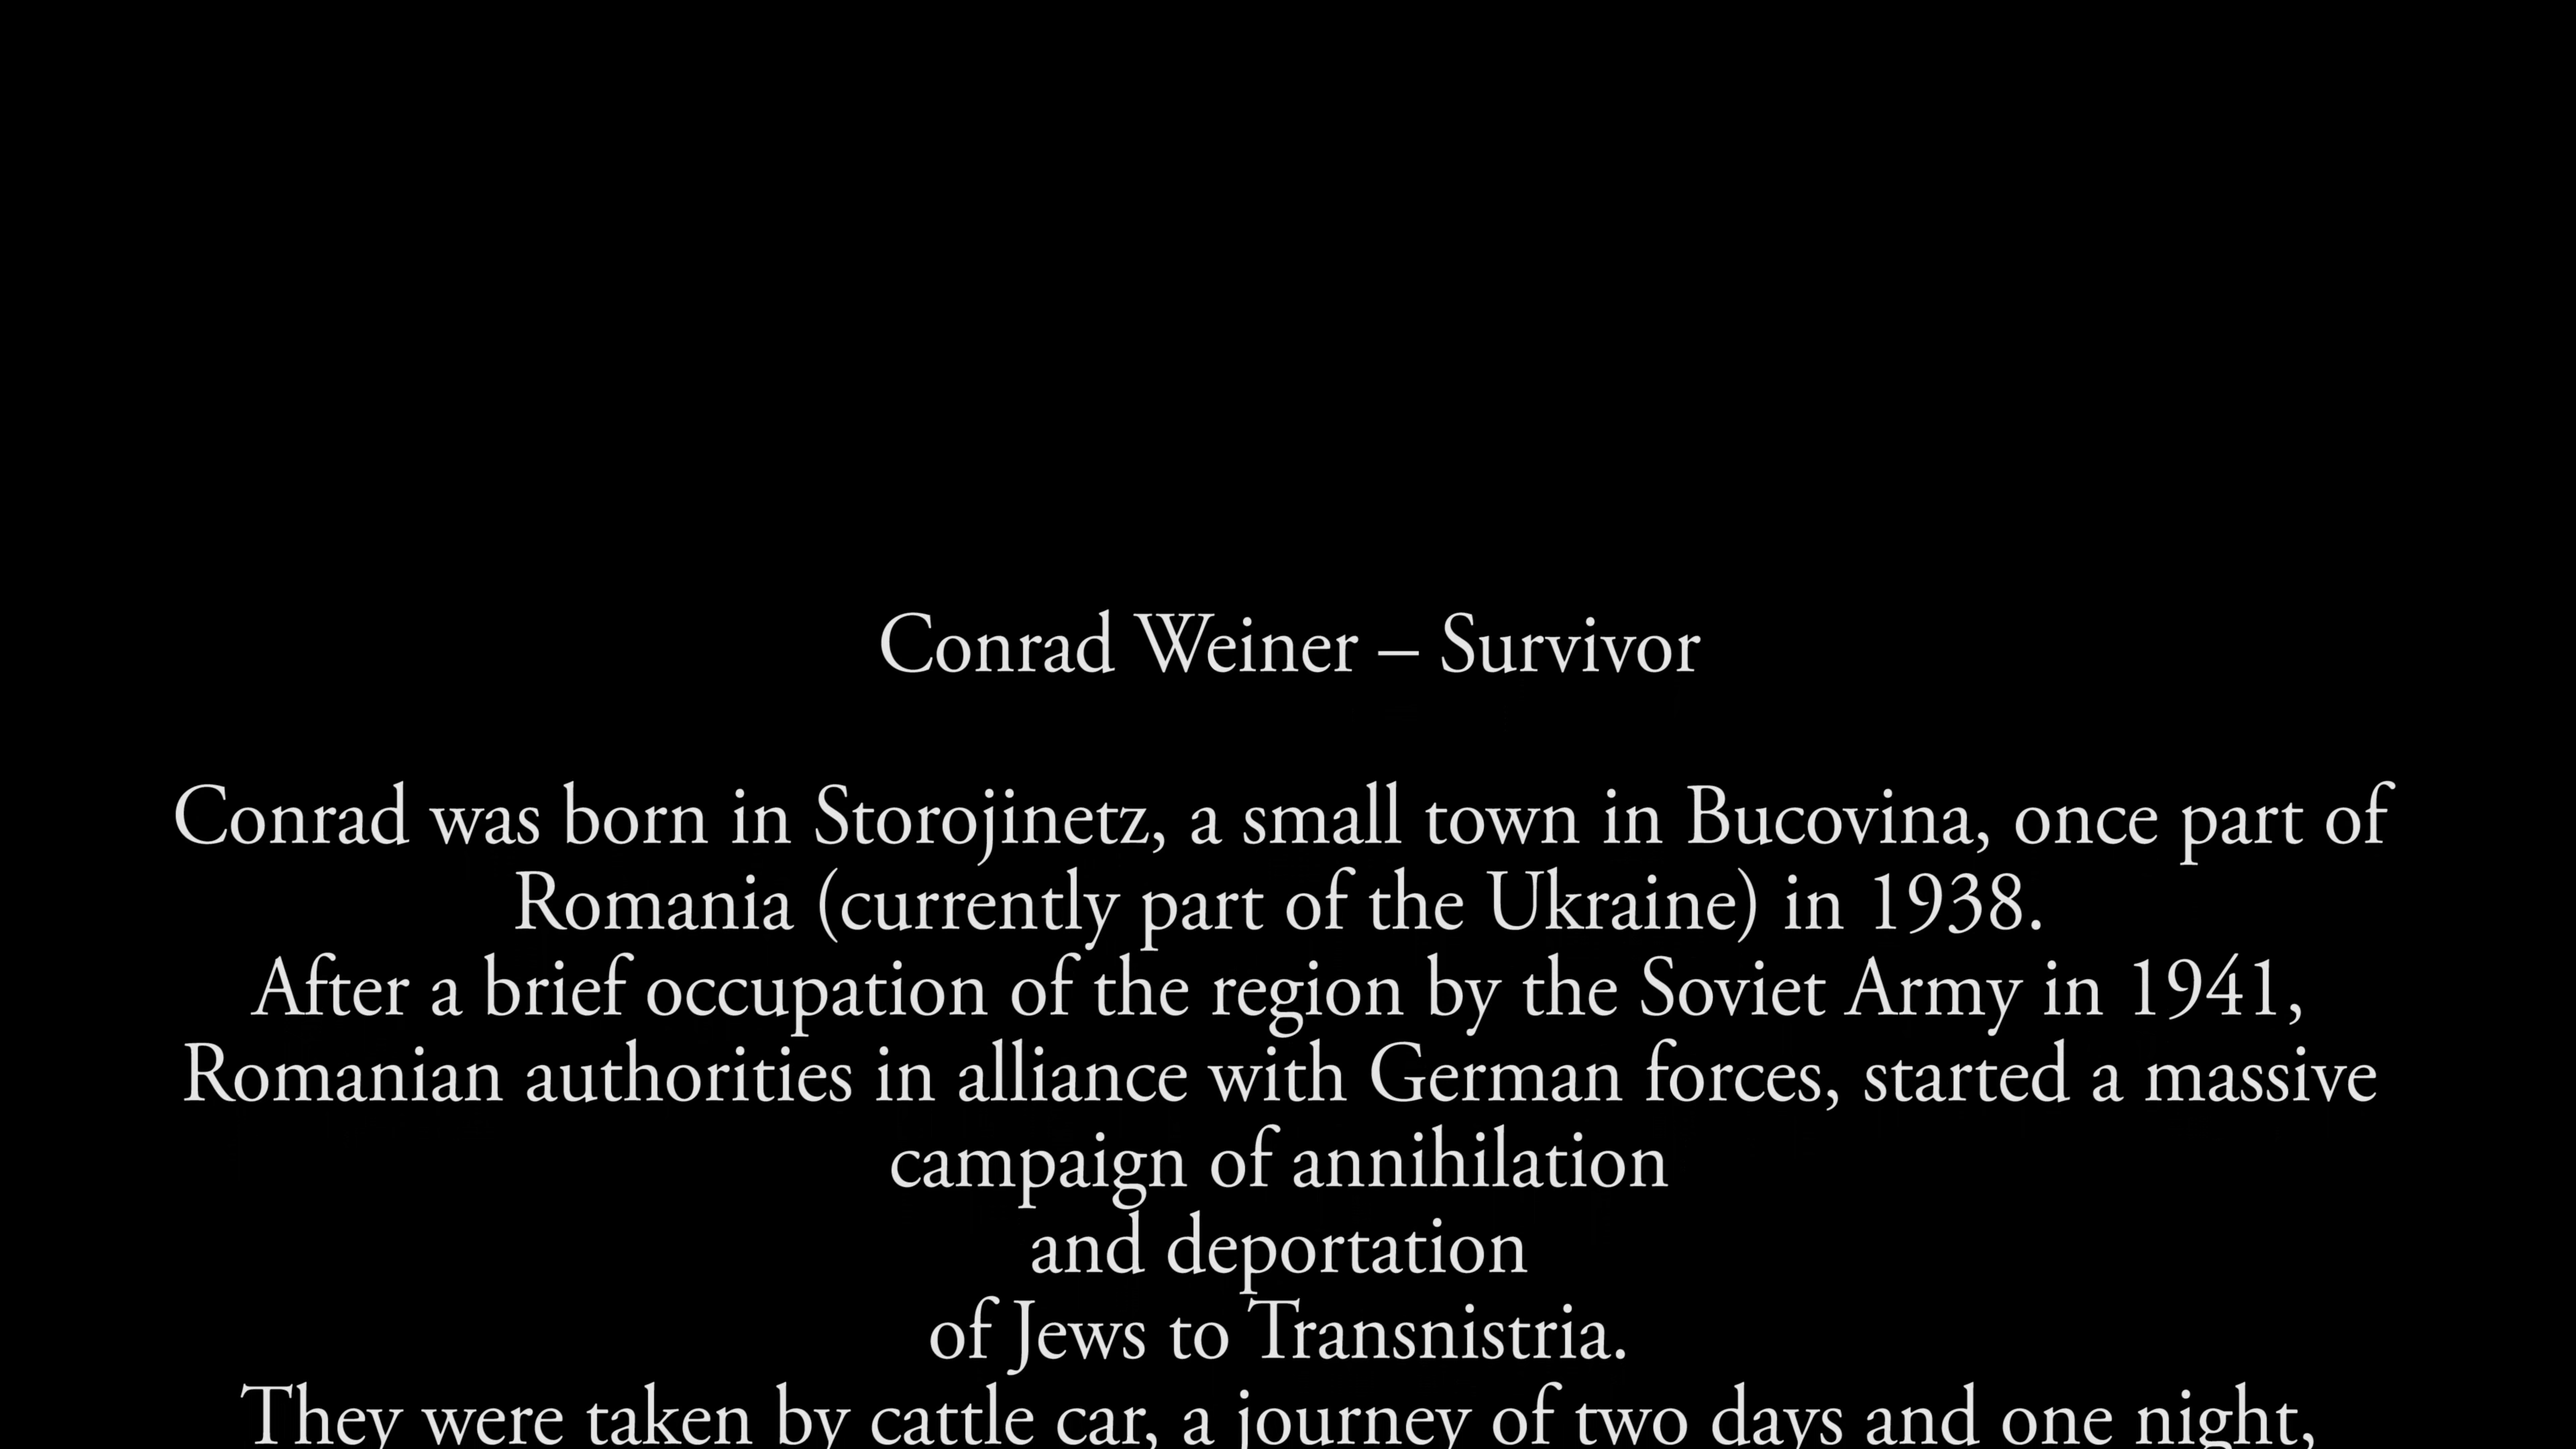 Conrad Weiner – Survivor
Conrad was born in Storojinetz, a small town in Bucovina, once part of
Romania (currently part of the Ukraine) in 1938.
After a brief occupation of the region by the Soviet Army in 1941,
Romanian authorities in alliance with German forces, started a massive
campaign of annihilation
and deportation
of Jews to Transnistria.
They were taken by cattle car, a journey of two days and one night,